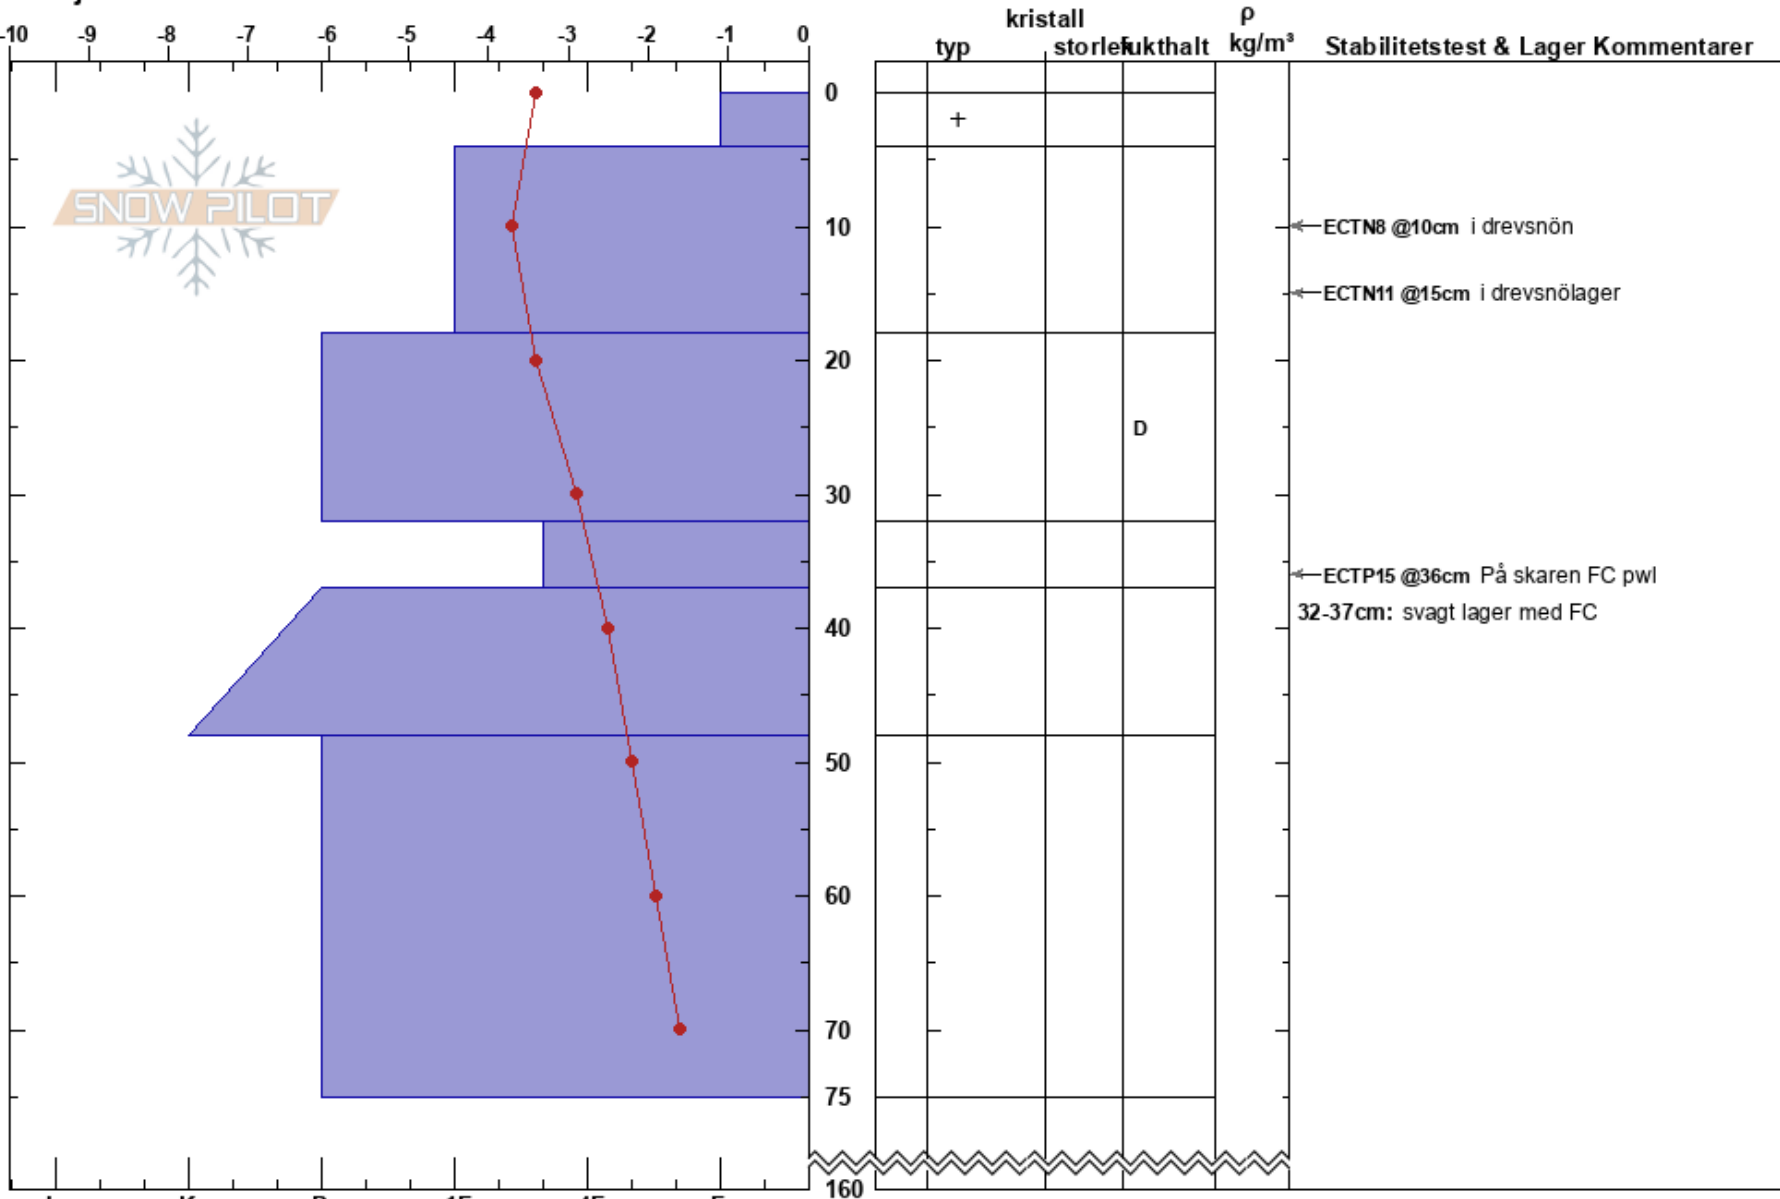 kristall ρ
-10 -9 -8 -7 -6 -5 -4 -3 -2 -1 0
typ storlek fukthalt kg/m³ Stabilitetstest & Lager Kommentarer
0
+
SNOW PILOT
10 ECTN8 @10cm i drevsnön
ECTN11 @15cm i drevsnölager
20
D
30
ECTP15 @36cm På skaren FC pwl
32-37cm: svagt lager med FC
40
50
60
70
75
160